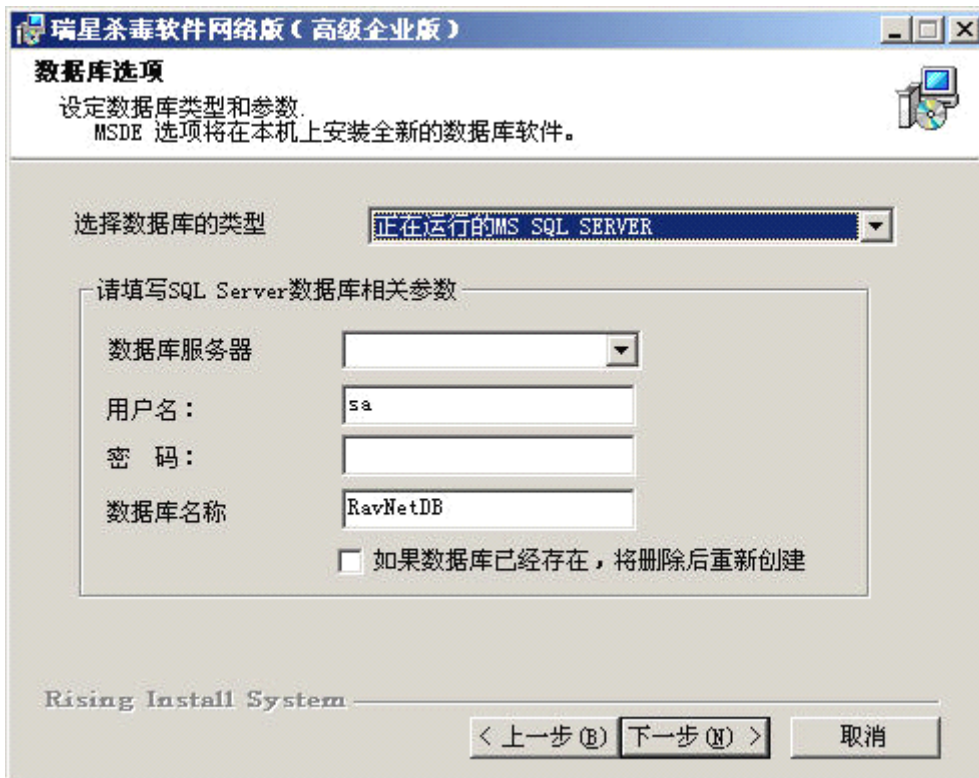 瑞星杀毒软件网络版（高级企业版）
数据库选项
设定数据库类型和参数.
MSDE 选项将在本机上安装全新的数据库软件。
选择数据库的类型 正在运行的MS SQL SERVER
请填写SQL Server数据库相关参数
数据库服务器
用户名： sa
密 码：
数据库名称 RavNetDB
如果数据库已经存在，将删除后重新创建
Rising Install System
< 上一步(B) 下一步(N) > 取消